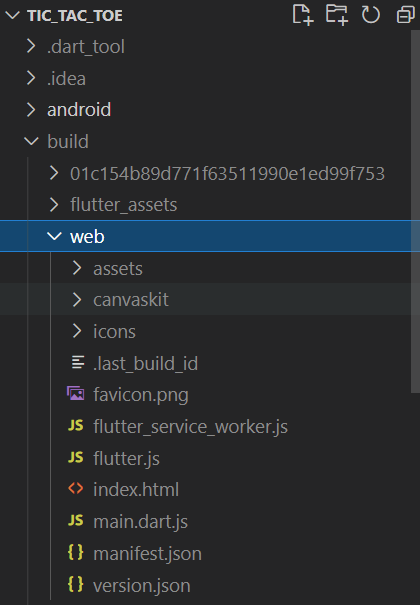 TIC_TAC_TOE
.dart_tool
.idea
android
build
01c154b89d771f63511990e1ed99f753
flutter_assets
web
assets
canvaskit
icons
.last_build_id
favicon.png
JS flutter_service_worker.js
JS flutter.js
<> index.html
JS main.dart.js
{} manifest.json
{} version.json